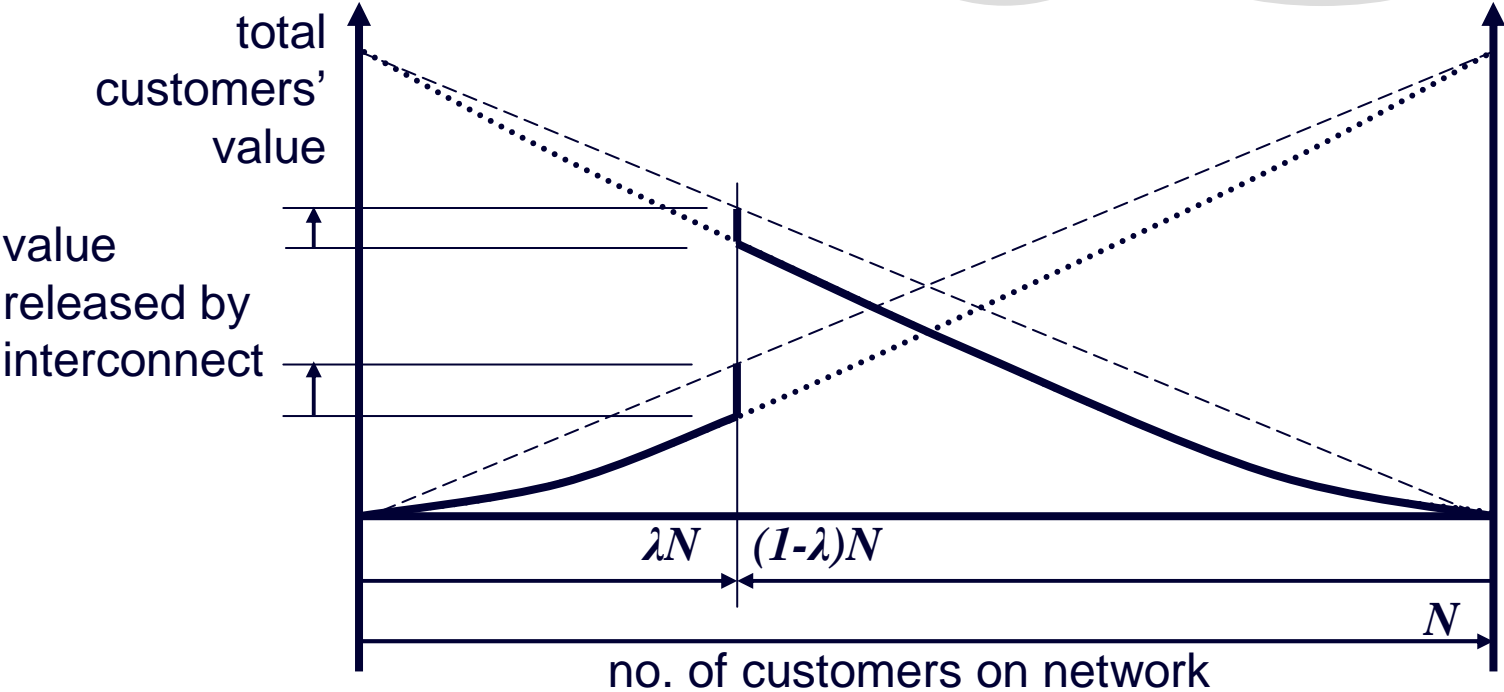 total
customers’
value
value
released by
interconnect
λN
(1-λ)N
N
no. of customers on network